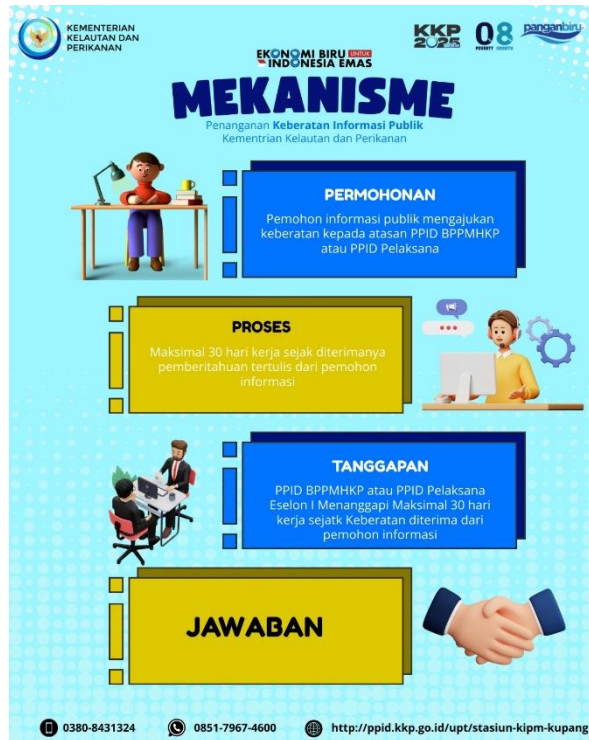 KEMENTERIAN
KELAUTAN DAN
PERIKANAN
KKP
2025
08
POVERTY GROWTH
panganbiru
EKONOMI BIRU UNTUK
INDONESIA EMAS
MEKANISME
Penanganan Keberatan Informasi Publik
Kementrian Kelautan dan Perikanan
PERMOHONAN
Pemohon informasi publik mengajukan
keberatan kepada atasan PPID BPPMHKP
atau PPID Pelaksana
PROSES
Maksimal 30 hari kerja sejak diterimanya
pemberitahuan tertulis dari pemohon
informasi
TANGGAPAN
PPID BPPMHKP atau PPID Pelaksana
Eselon I Menanggapi Maksimal 30 hari
kerja sejatk Keberatan diterima dari
pemohon informasi
JAWABAN
0380-8431324
0851-7967-4600
http://ppid.kkp.go.id/upt/stasiun-kipm-kupang